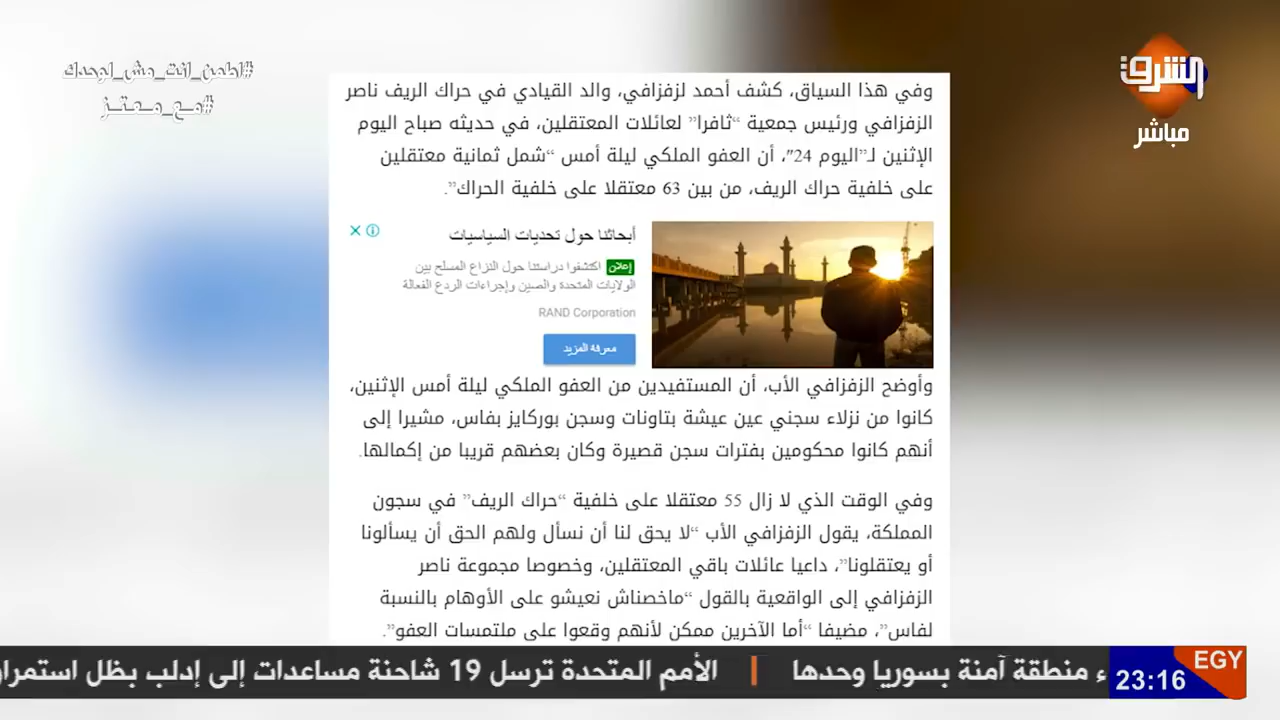 #اطمن_انت_مش_لوحدك
#مـع_مـعـتـز
الشرق
مباشر
وفي هذا السياق، كشف أحمد لزفزافي، والد القيادي في حراك الريف ناصر
الزفزافي ورئيس جمعية “ثافرا” لعائلات المعتقلين، في حديثه صباح اليوم
الإثنين لـ”اليوم 24″، أن العفو الملكي ليلة أمس “شمل ثمانية معتقلين
على خلفية حراك الريف، من بين 63 معتقلا على خلفية الحراك”.
أبحاثنا حول تحديات السياسيات
إعلان اكتشفوا دراستنا حول النزاع المسلح بين
الولايات المتحدة والصين وإجراءات الردع الفعالة
RAND Corporation
معرفة المزيد
وأوضح الزفزافي الأب، أن المستفيدين من العفو الملكي ليلة أمس الإثنين،
كانوا من نزلاء سجني عين عيشة بتاونات وسجن بوركايز بفاس، مشيرا إلى
أنهم كانوا محكومين بفترات سجن قصيرة وكان بعضهم قريبا من إكمالها.
وفي الوقت الذي لا زال 55 معتقلا على خلفية “حراك الريف” في سجون
المملكة، يقول الزفزافي الأب “لا يحق لنا أن نسأل ولهم الحق أن يسألونا
أو يعتقلونا”، داعيا عائلات باقي المعتقلين، وخصوصا مجموعة ناصر
الزفزافي إلى الواقعية بالقول “ماخصناش نعيشو على الأوهام بالنسبة
لفاس”، مضيفا “أما الآخرين ممكن لأنهم وقعوا على ملتمسات العفو”.
ء منطقة آمنة بسوريا وحدها | الأمم المتحدة ترسل 19 شاحنة مساعدات إلى إدلب بظل استمرار
EGY
23:16